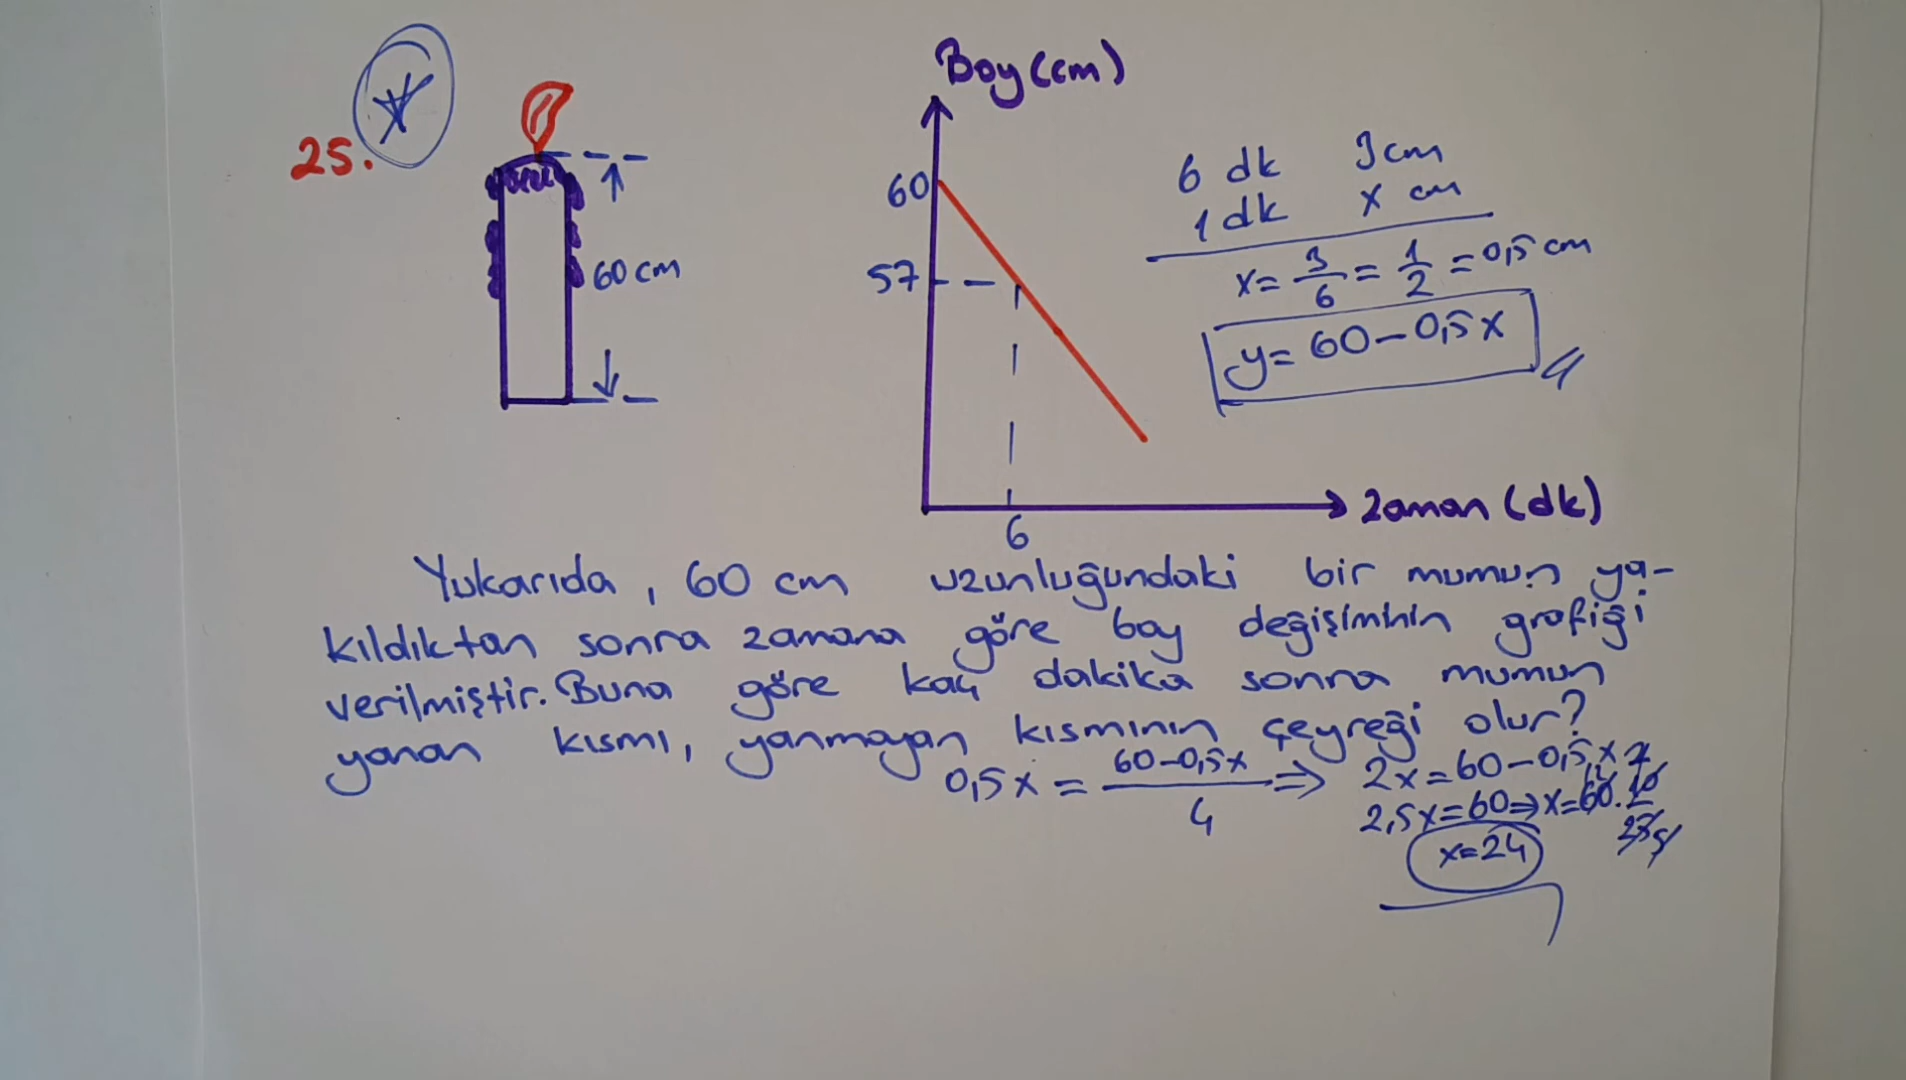 25.
60 cm
Boy (cm)
60
57
6
Zaman (dk)
6 dk 3 cm
1 dk x cm
x = 3/6 = 1/2 = 0,5 cm
y = 60 - 0,5x
Yukarıda, 60 cm uzunluğundaki bir mumun ya-
kıldıktan sonra zamana göre boy değişiminin grafiği
verilmiştir. Buna göre kaç dakika sonra mumun
yanan kısmı, yanmayan kısmının çeyreği olur?
0,5x = 60-0,5x/4 ⇒ 2x = 60-0,5x
2,5x = 60 ⇒ x = 60.10/25
x = 24